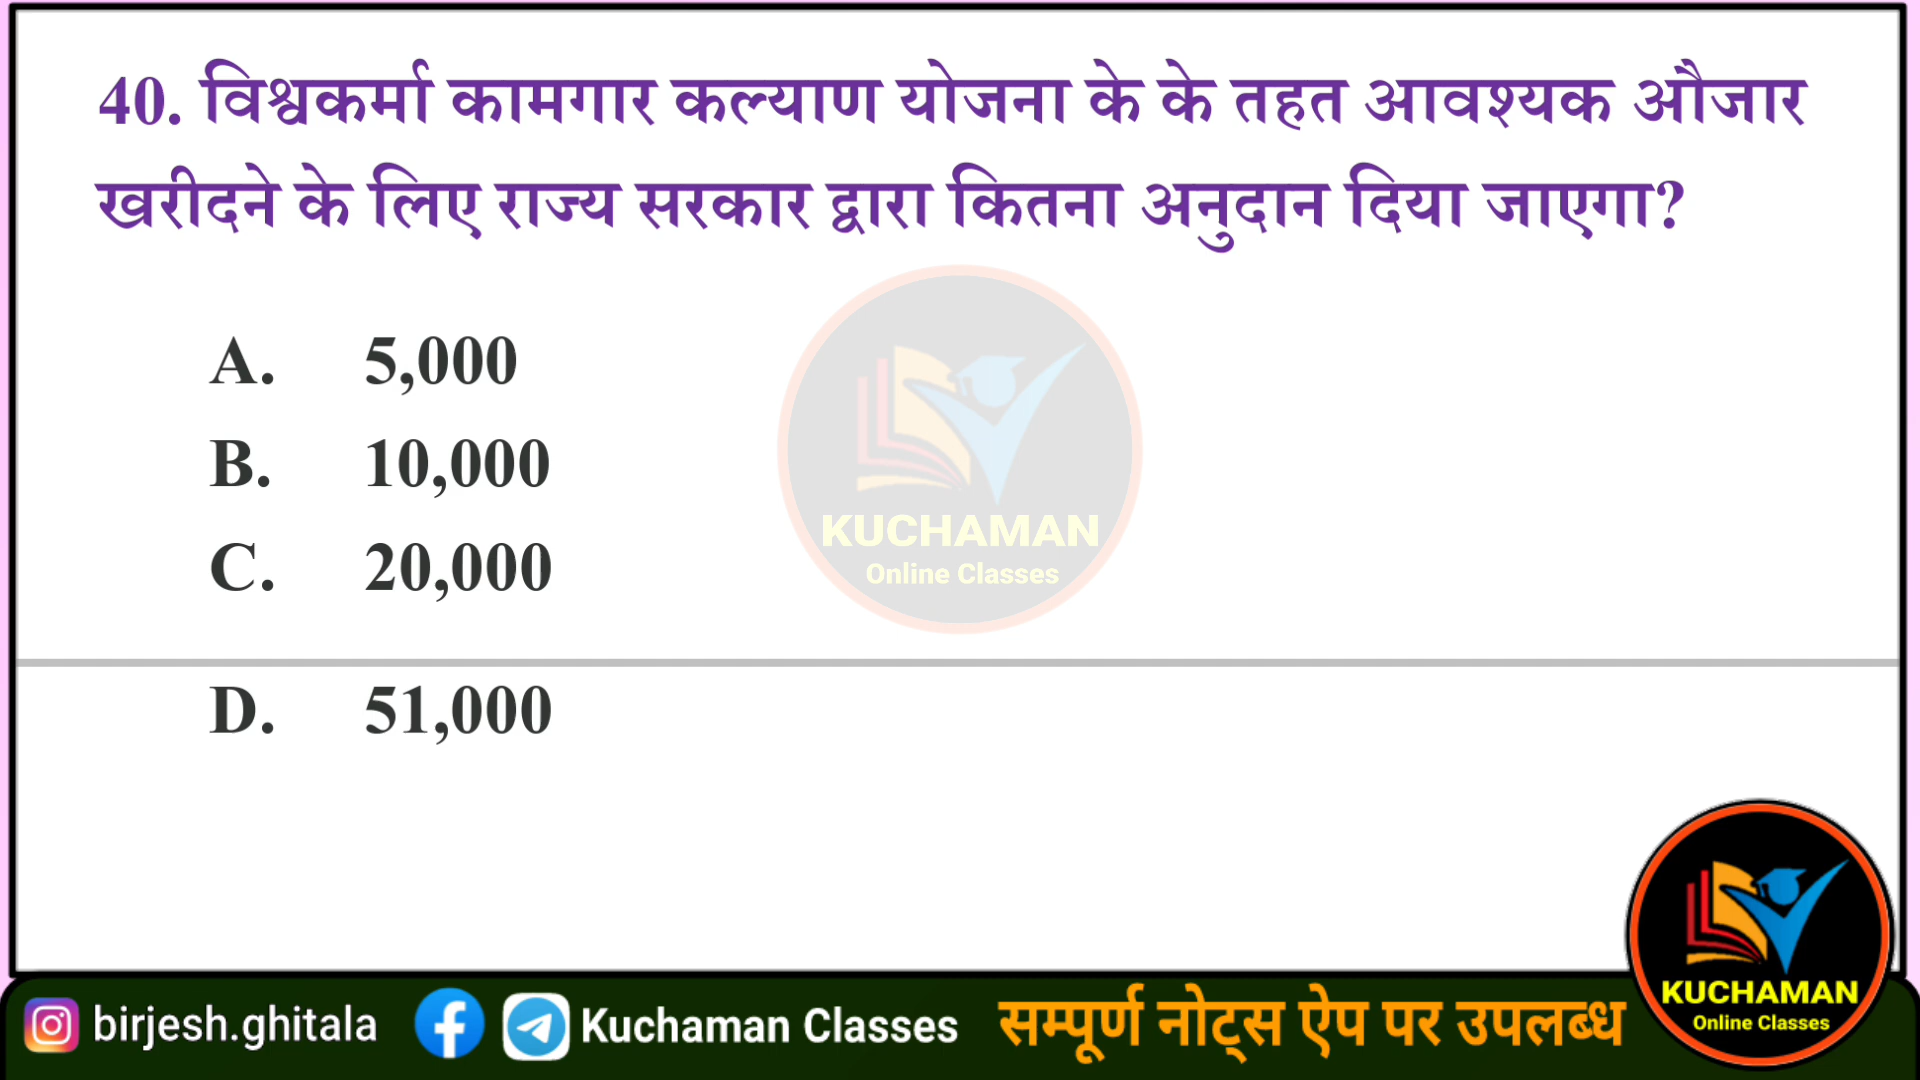 40. विश्वकर्मा कामगार कल्याण योजना के के तहत आवश्यक औजार
खरीदने के लिए राज्य सरकार द्वारा कितना अनुदान दिया जाएगा?
A. 5,000
B. 10,000
C. 20,000
D. 51,000
KUCHAMAN
Online Classes
birjesh.ghitala
Kuchaman Classes
सम्पूर्ण नोट्स ऐप पर उपलब्ध
KUCHAMAN
Online Classes